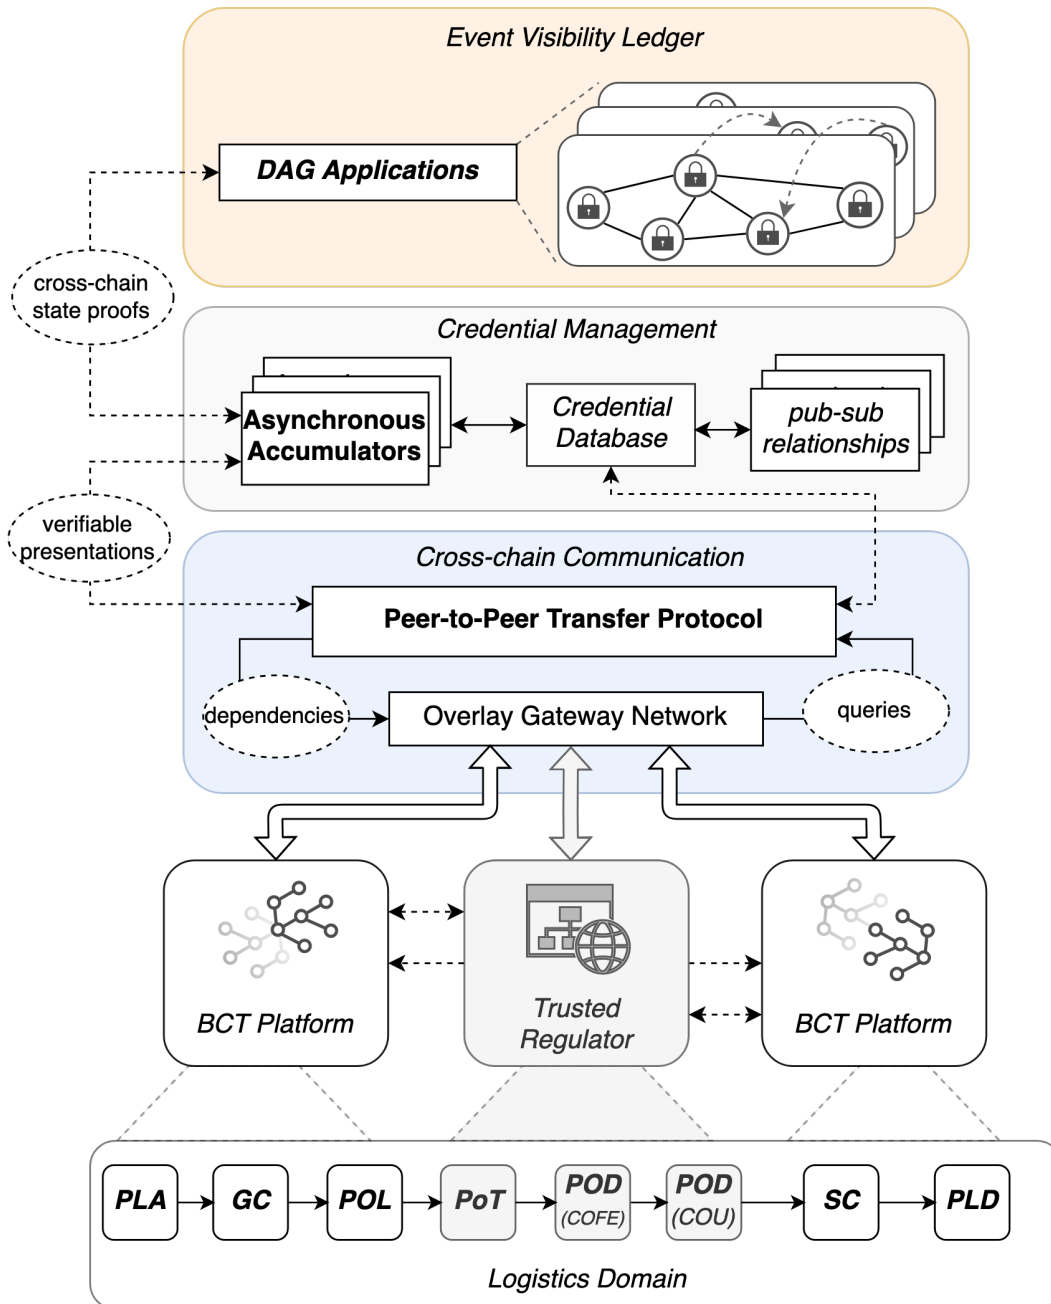 Event Visibility Ledger
DAG Applications
cross-chain
state proofs
Credential Management
Asynchronous
Accumulators
Credential
Database
pub-sub
relationships
verifiable
presentations
Cross-chain Communication
Peer-to-Peer Transfer Protocol
dependencies
Overlay Gateway Network
queries
BCT Platform
Trusted
Regulator
BCT Platform
PLA
GC
POL
PoT
POD
(COFE)
POD
(COU)
SC
PLD
Logistics Domain